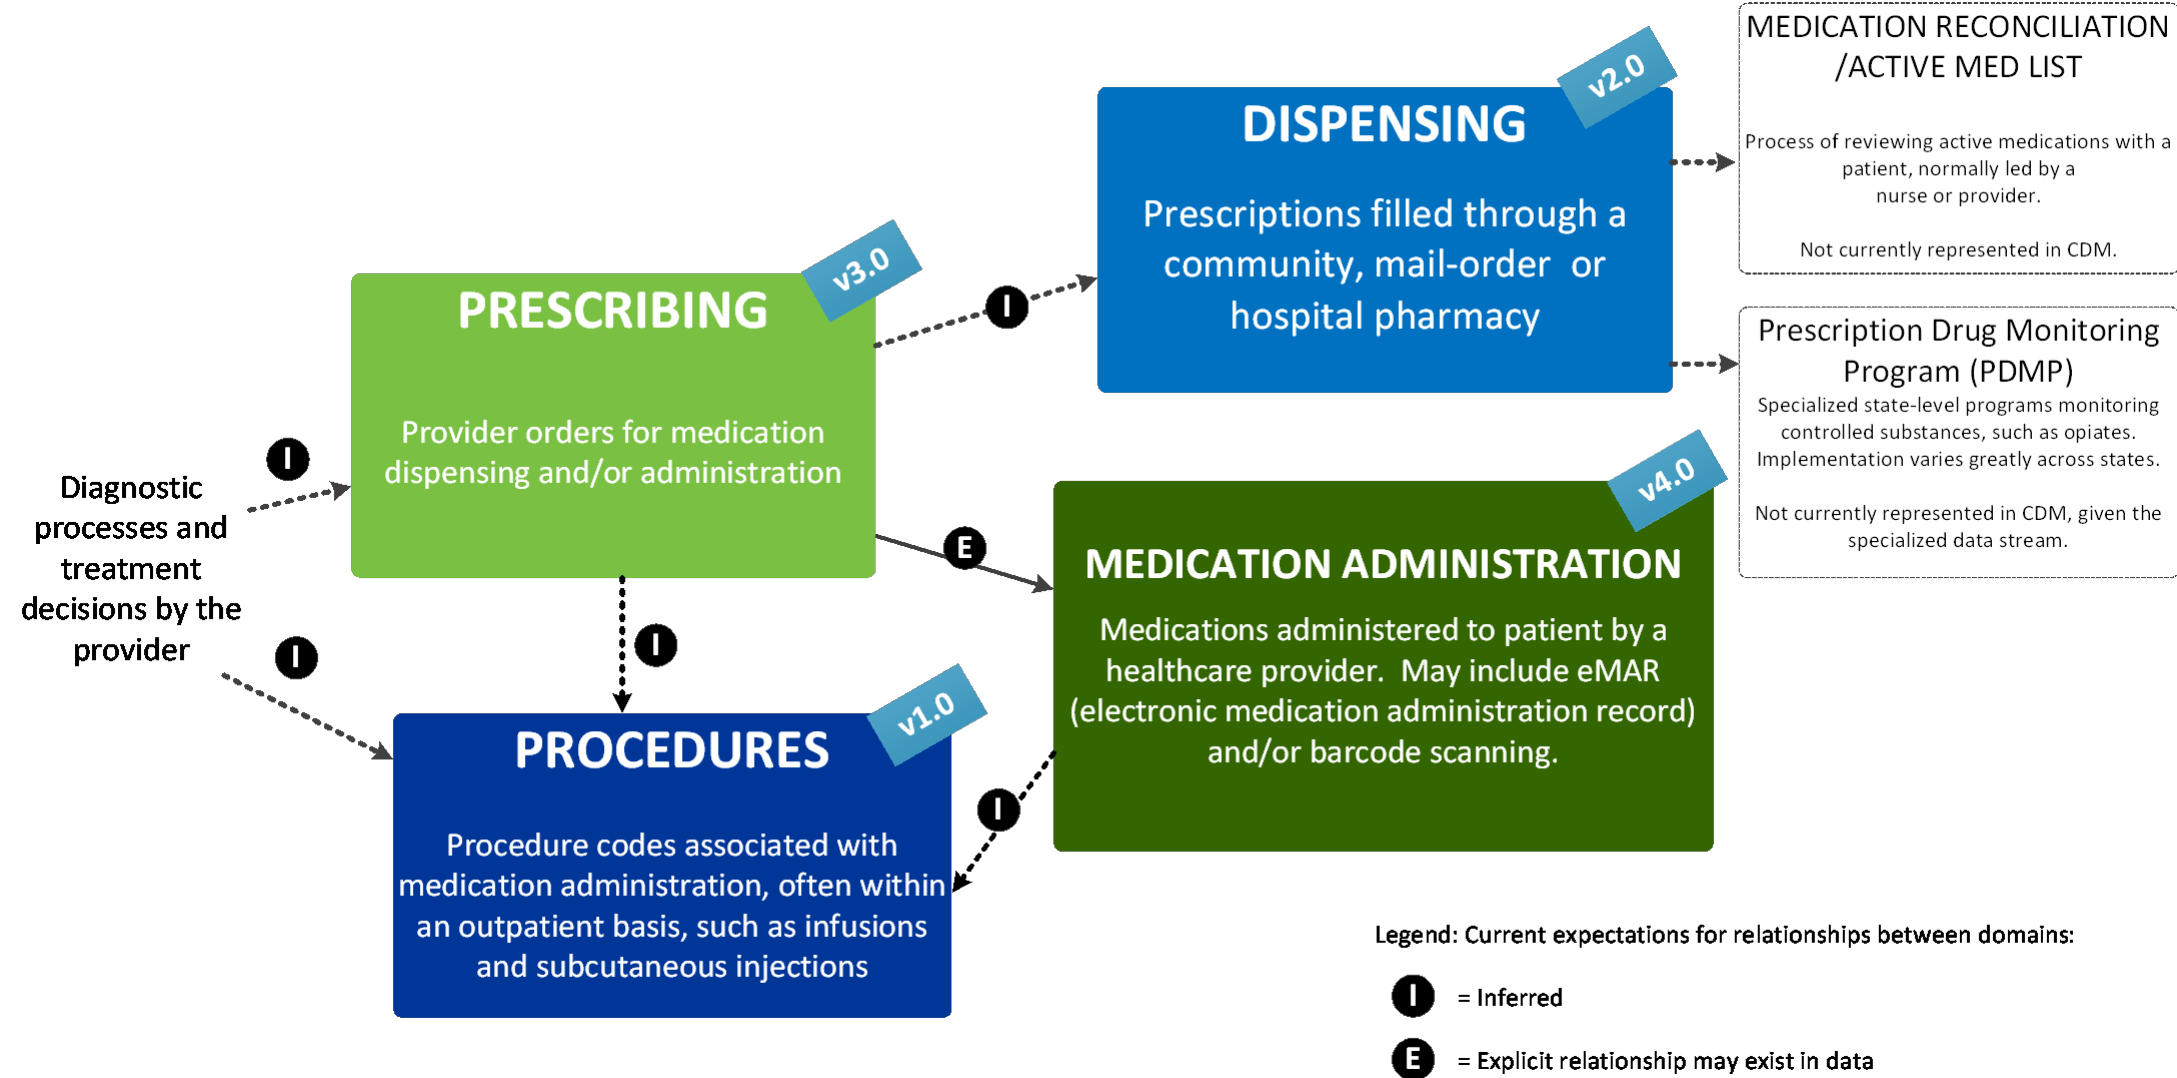 MEDICATION RECONCILIATION
/ACTIVE MED LIST
Process of reviewing active medications with a
patient, normally led by a
nurse or provider.
Not currently represented in CDM.
v2.0
DISPENSING
Prescriptions filled through a
community, mail-order or
hospital pharmacy
v3.0
PRESCRIBING
Provider orders for medication
dispensing and/or administration
I
Prescription Drug Monitoring
Program (PDMP)
Specialized state-level programs monitoring
controlled substances, such as opiates.
Implementation varies greatly across states.
Not currently represented in CDM, given the
specialized data stream.
I
Diagnostic
processes and
treatment
decisions by the
provider
I
E
I
v4.0
MEDICATION ADMINISTRATION
Medications administered to patient by a
healthcare provider. May include eMAR
(electronic medication administration record)
and/or barcode scanning.
v1.0
PROCEDURES
Procedure codes associated with
medication administration, often within
an outpatient basis, such as infusions
and subcutaneous injections
I
Legend: Current expectations for relationships between domains:
I = Inferred
E = Explicit relationship may exist in data